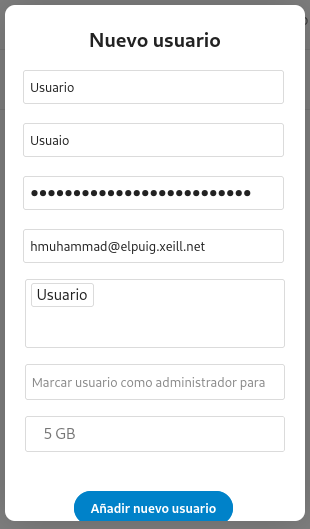 Nuevo usuario
Usuario
Usuaio
●●●●●●●●●●●●●●●●●●●●●●●●●●
hmuhammad@elpuig.xeill.net
Usuario
Marcar usuario como administrador para
5 GB
Añadir nuevo usuario